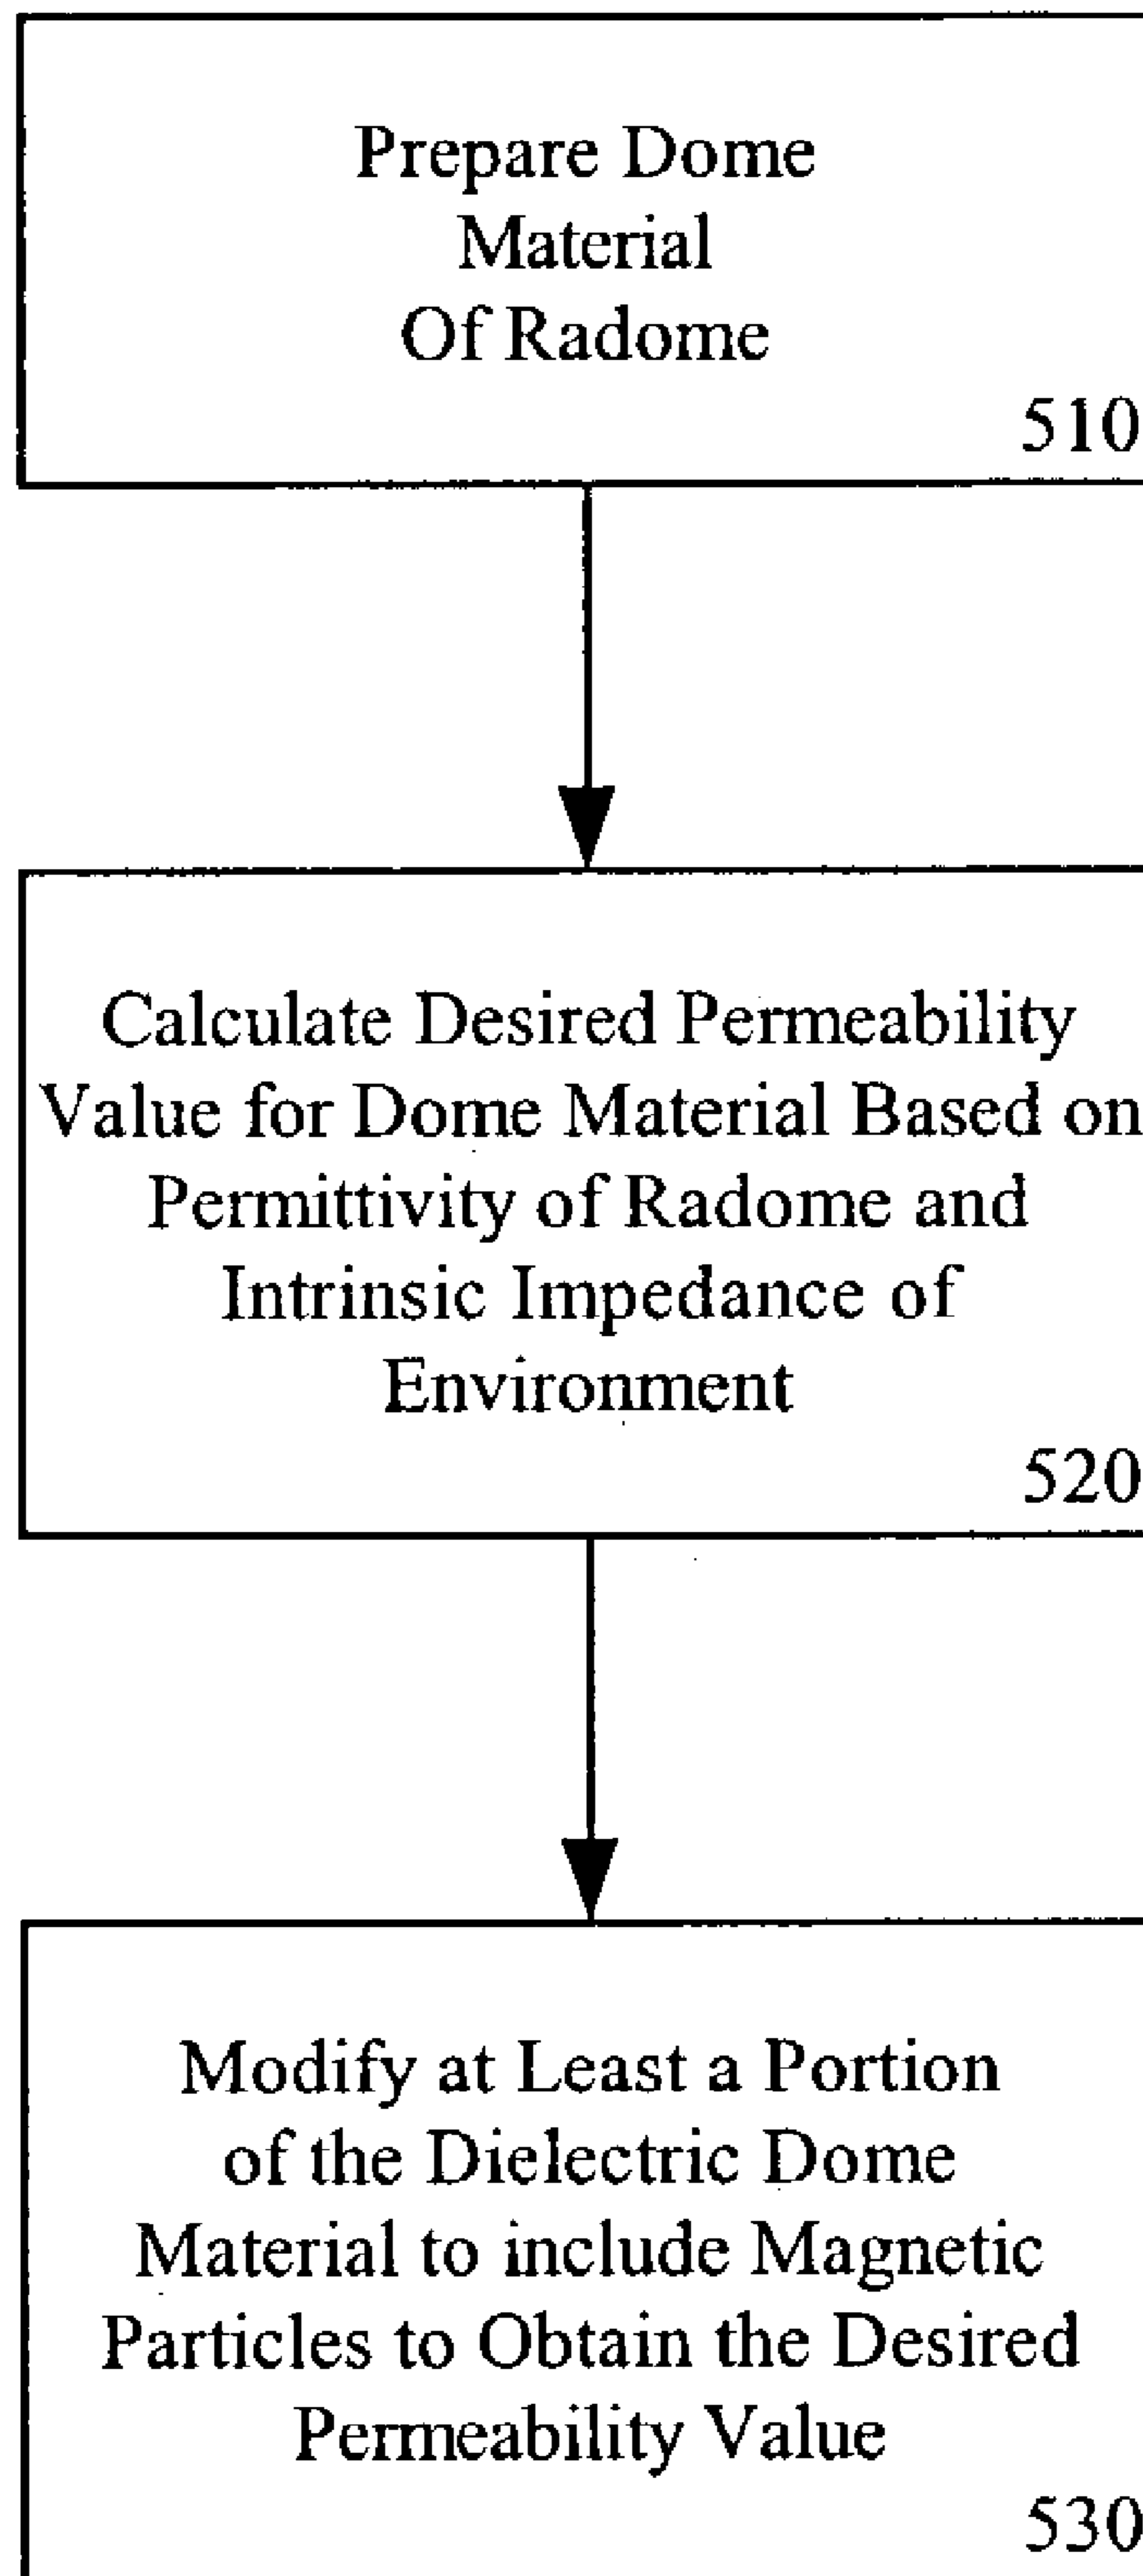 Prepare Dome
Material
Of Radome
510
Calculate Desired Permeability
Value for Dome Material Based on
Permittivity of Radome and
Intrinsic Impedance of
Environment
520
Modify at Least a Portion
of the Dielectric Dome
Material to include Magnetic
Particles to Obtain the Desired
Permeability Value
530